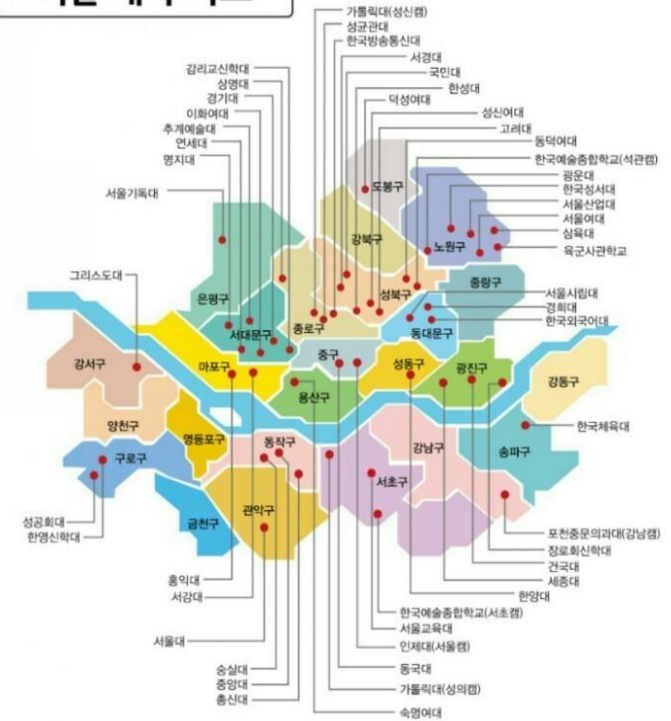 가톨릭대(성신캠)
성균관대
한국방송통신대
서경대
국민대
한성대
덕성여대
성신여대
고려대
동덕여대
한국예술종합학교(석관캠)
광운대
한국성서대
서울산업대
서울여대
삼육대
육군사관학교
감리교신학대
상명대
경기대
이화여대
추계예술대
연세대
명지대
서울기독대
그리스도대
도봉구
강북구
노원구
은평구
성북구
중랑구
서대문구
종로구
동대문구
서울시립대
경희대
한국외국어대
강서구
마포구
중구
성동구
광진구
강동구
용산구
양천구
영등포구
동작구
강남구
송파구
한국체육대
구로구
서초구
관악구
금천구
성공회대
한영신학대
포천중문의과대(강남캠)
장로회신학대
건국대
세종대
한양대
홍익대
서강대
서울대
한국예술종합학교(서초캠)
서울교육대
인제대(서울캠)
동국대
가톨릭대(성의캠)
숙명여대
숭실대
중앙대
총신대